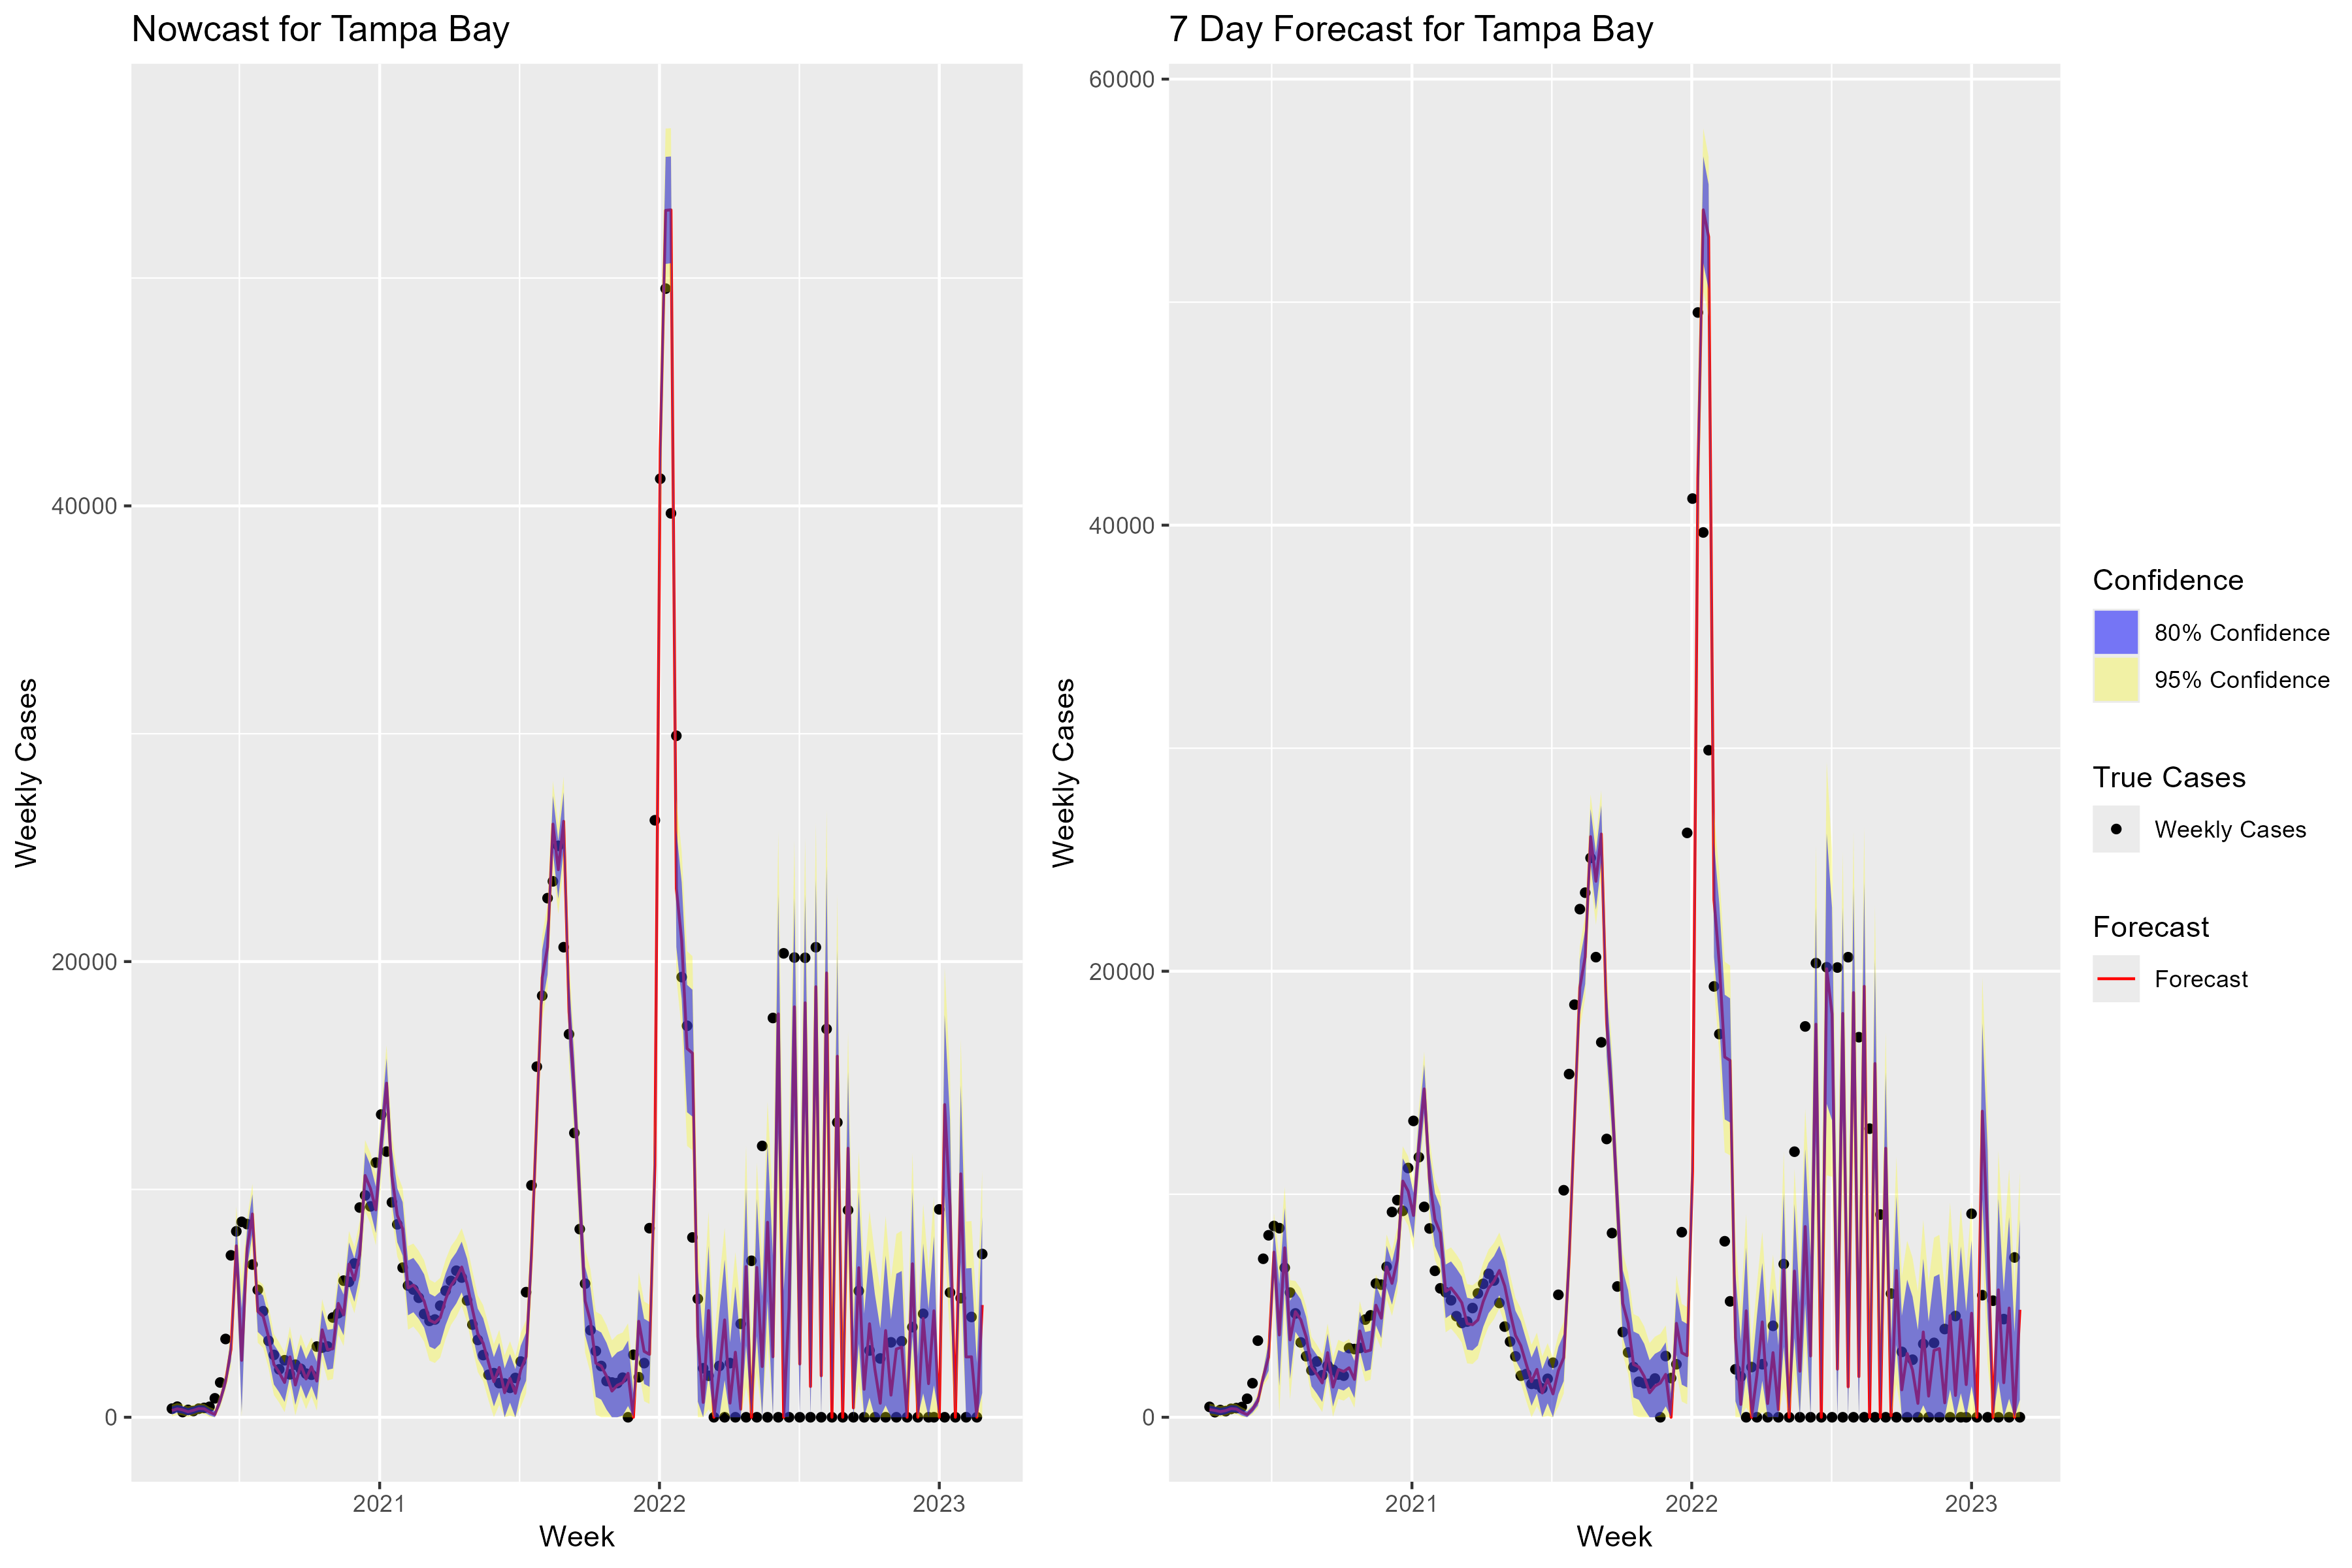 Nowcast for Tampa Bay
Weekly Cases
40000
20000
0
2021
2022
2023
Week
7 Day Forecast for Tampa Bay
Weekly Cases
60000
40000
20000
0
2021
2022
2023
Week
Confidence
80% Confidence
95% Confidence
True Cases
Weekly Cases
Forecast
Forecast